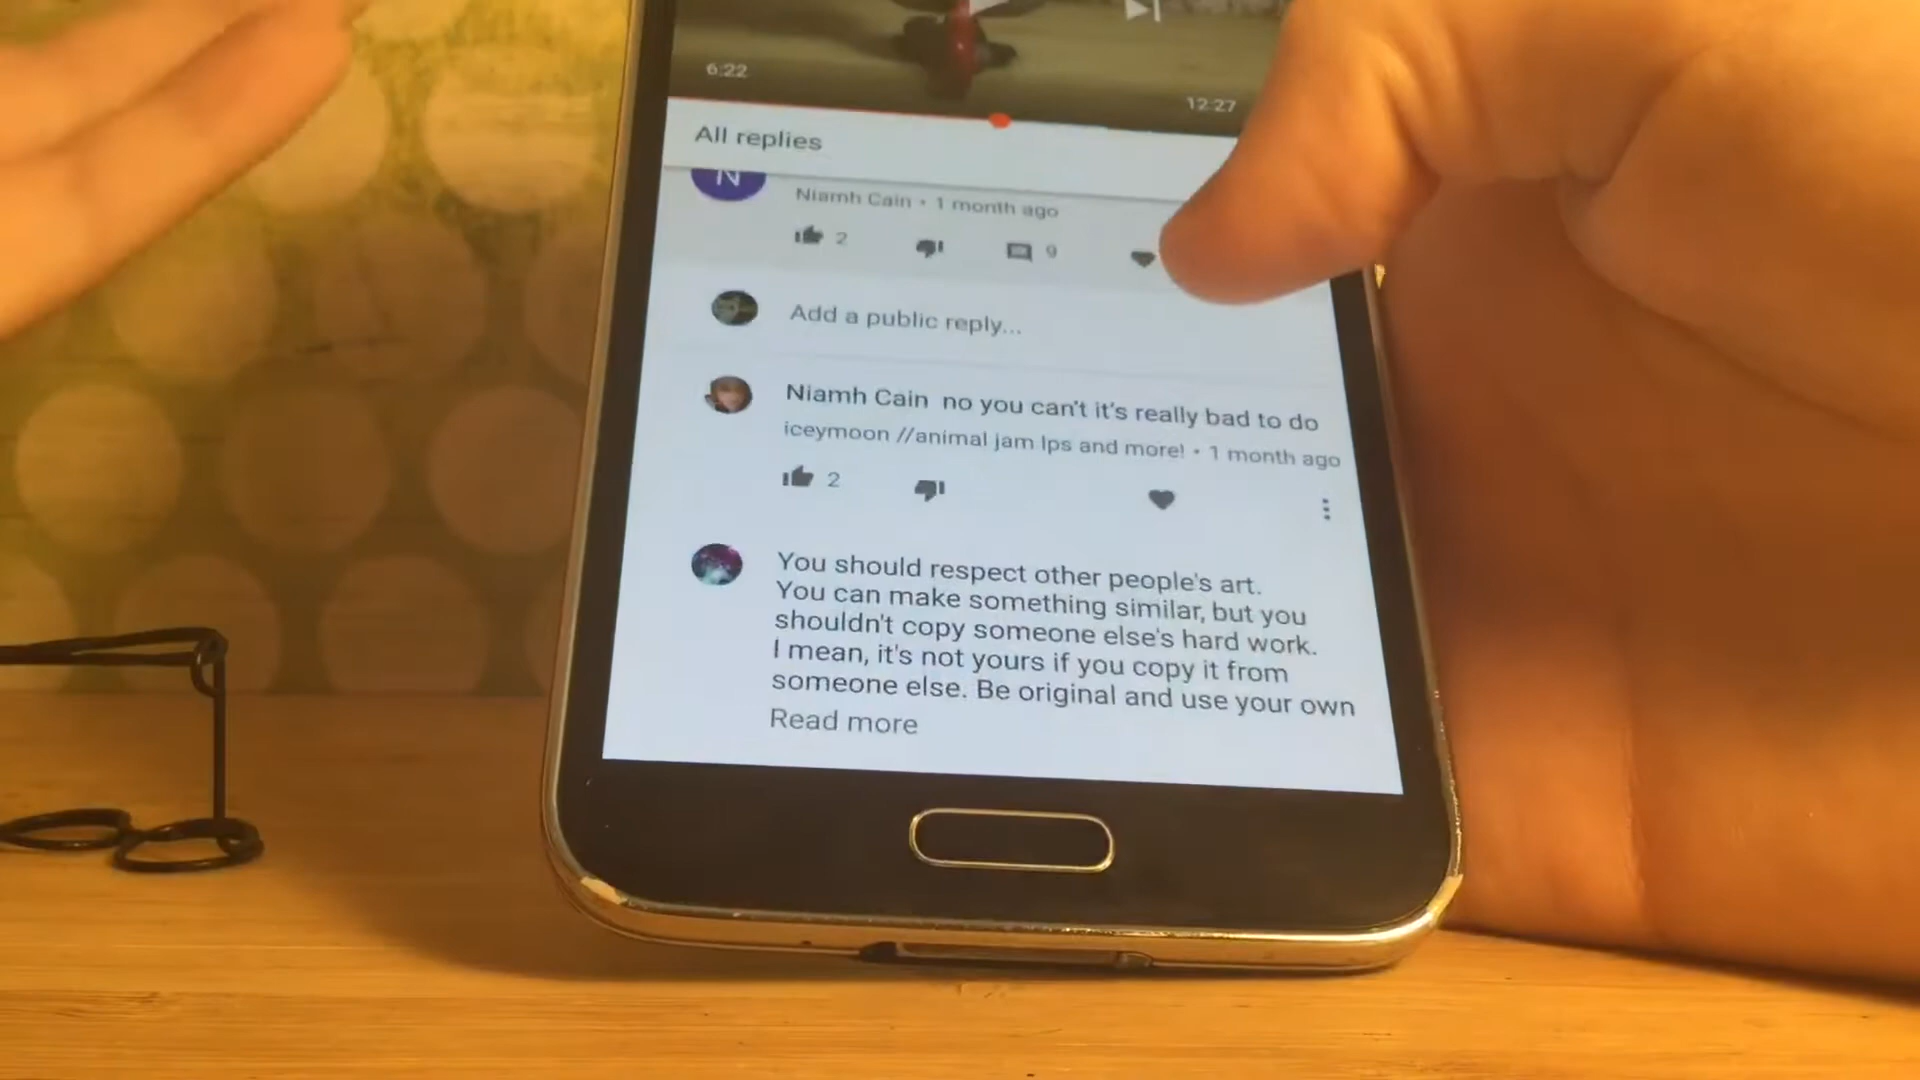 6:22
12:27
All replies
N
Niamh Cain • 1 month ago
2
9
Add a public reply...
Niamh Cain no you can't it's really bad to do
iceymoon //animal jam lps and more! • 1 month ago
2
You should respect other people's art.
You can make something similar, but you
shouldn't copy someone else's hard work.
I mean, it's not yours if you copy it from
someone else. Be original and use your own
Read more